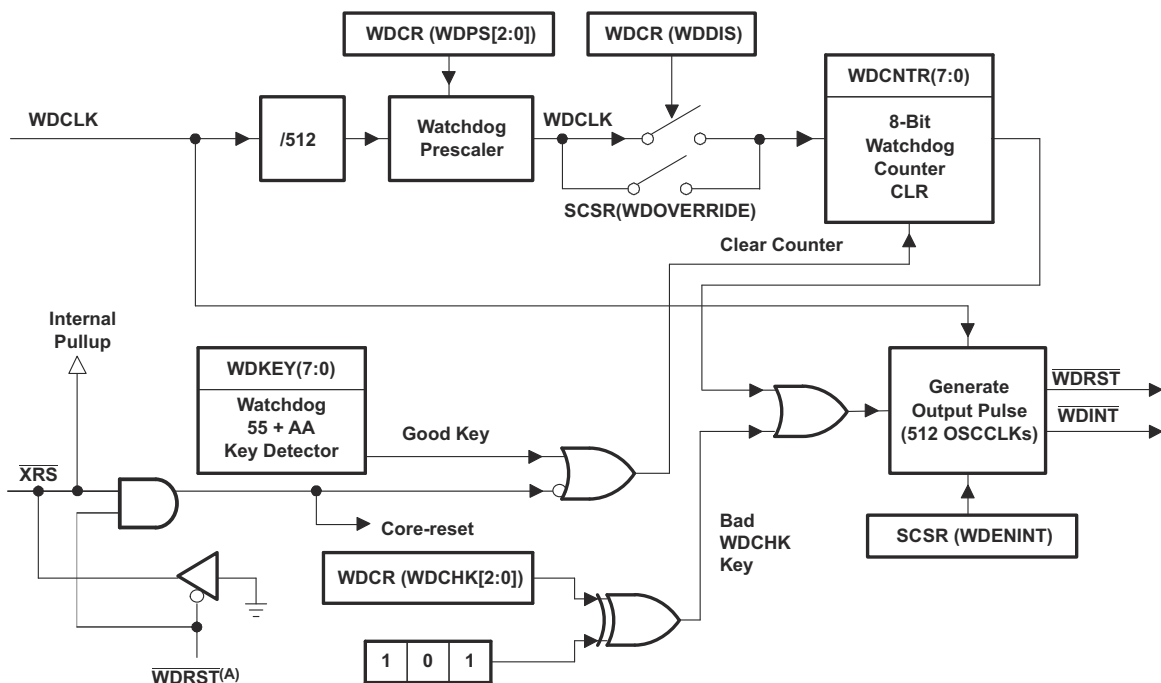 WDCR (WDPS[2:0])
WDCR (WDDIS)
WDCNTR(7:0)
8-Bit
Watchdog
Counter
CLR
WDCLK
/512
Watchdog
Prescaler
WDCLK
SCSR(WDOVERRIDE)
Clear Counter
Internal
Pullup
WDKEY(7:0)
Watchdog
55 + AA
Key Detector
Good Key
Generate
Output Pulse
(512 OSCCLKs)
WDRST
WDINT
XRS
Core-reset
Bad
WDCHK
Key
SCSR (WDENINT)
WDCR (WDCHK[2:0])
1 0 1
WDRST(A)